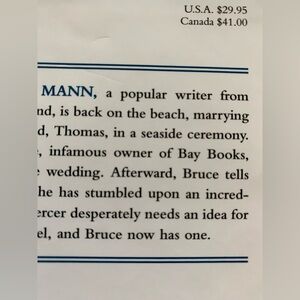 U.S.A. $29.95
Canada $41.00
MANN, a popular writer from
nd, is back on the beach, marrying
d, Thomas, in a seaside ceremony.
, infamous owner of Bay Books,
e wedding. Afterward, Bruce tells
he has stumbled upon an incred-
ercer desperately needs an idea for
el, and Bruce now has one.